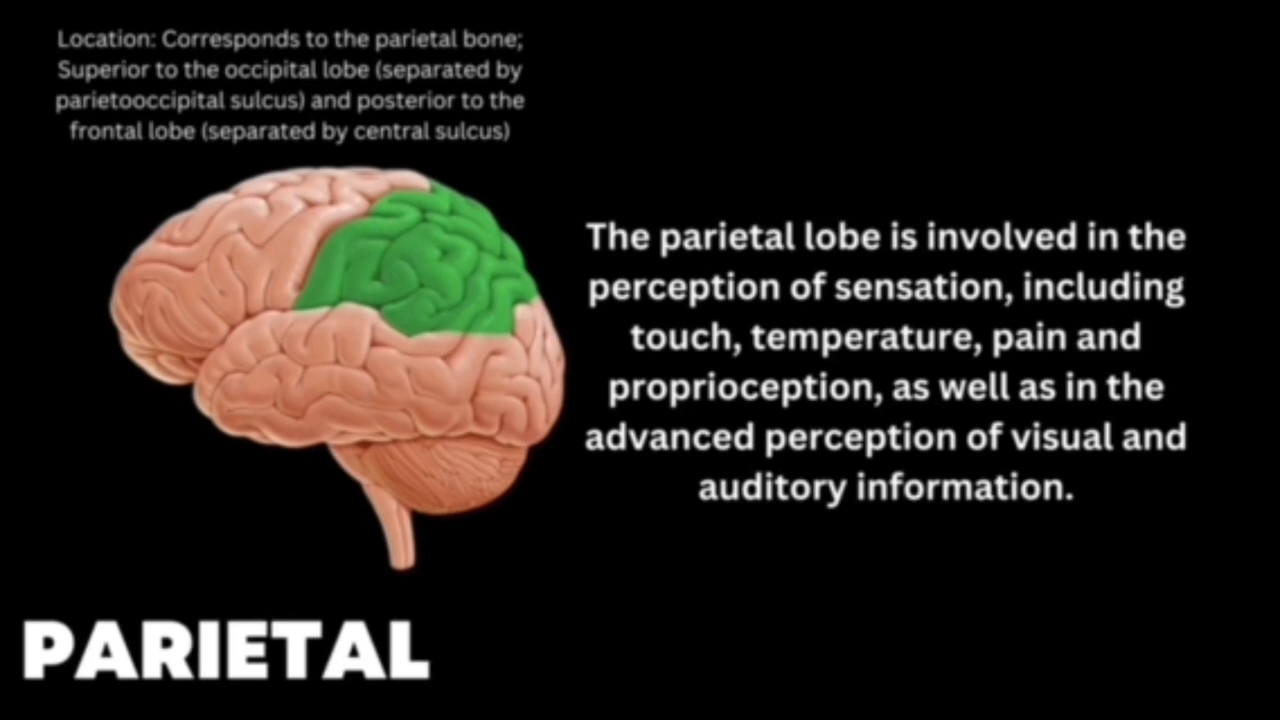 Location: Corresponds to the parietal bone;
Superior to the occipital lobe (separated by
parietooccipital sulcus) and posterior to the
frontal lobe (separated by central sulcus)
The parietal lobe is involved in the
perception of sensation, including
touch, temperature, pain and
proprioception, as well as in the
advanced perception of visual and
auditory information.
PARIETAL